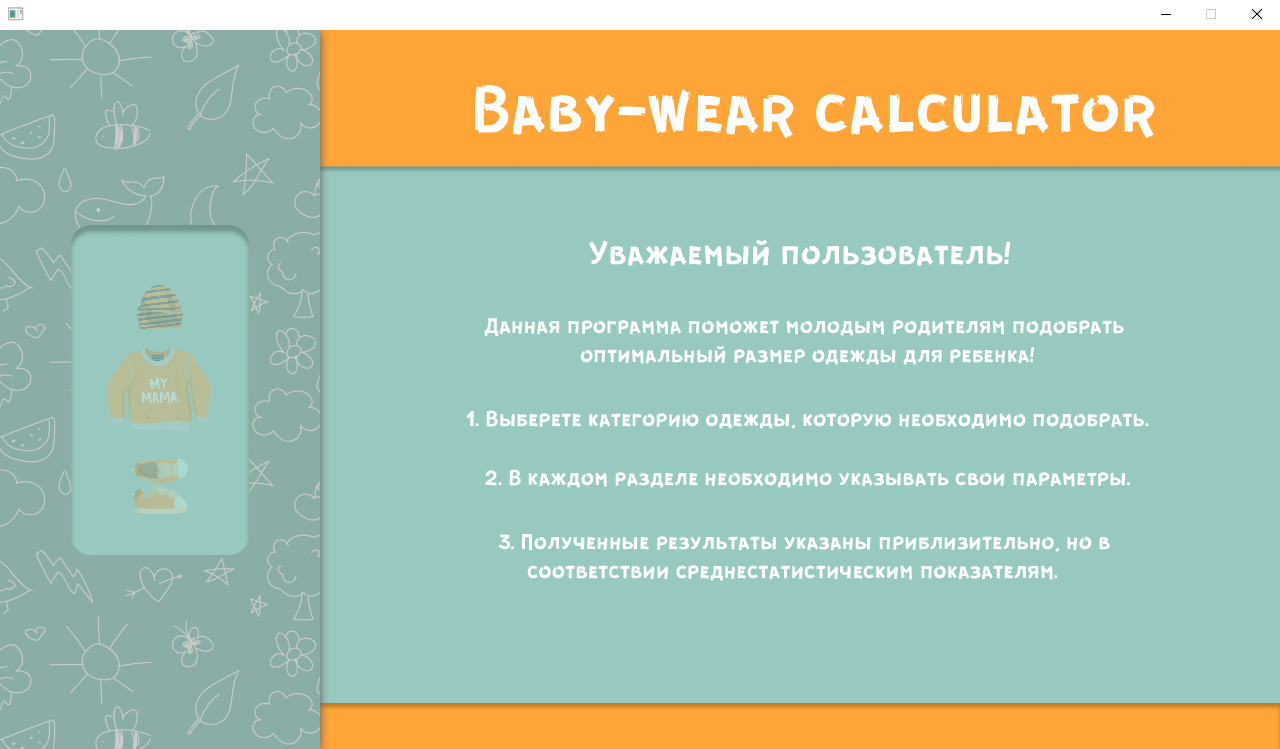 Baby-wear calculator
Уважаемый пользователь!
Данная программа поможет молодым родителям подобрать
оптимальный размер одежды для ребенка!
1. Выберете категорию одежды, которую необходимо подобрать.
2. В каждом разделе необходимо указывать свои параметры.
3. Полученные результаты указаны приблизительно, но в
соответствии среднестатистическим показателям.
MY
MAMA